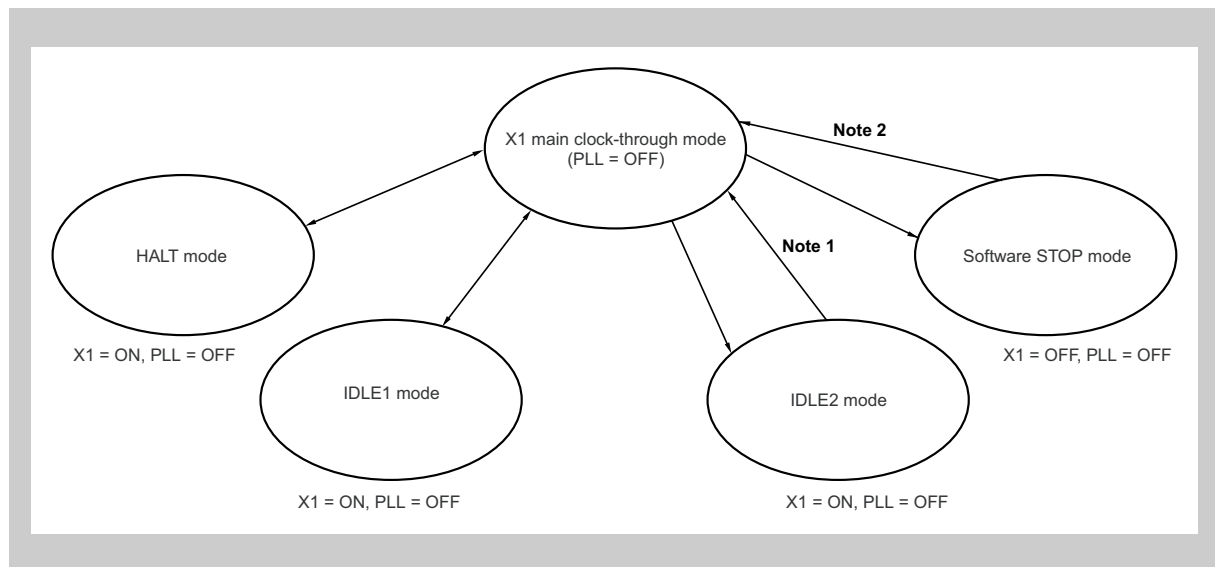 X1 main clock-through mode
(PLL = OFF)
Note 2
HALT mode
Note 1
Software STOP mode
X1 = ON, PLL = OFF
X1 = OFF, PLL = OFF
IDLE1 mode
IDLE2 mode
X1 = ON, PLL = OFF
X1 = ON, PLL = OFF